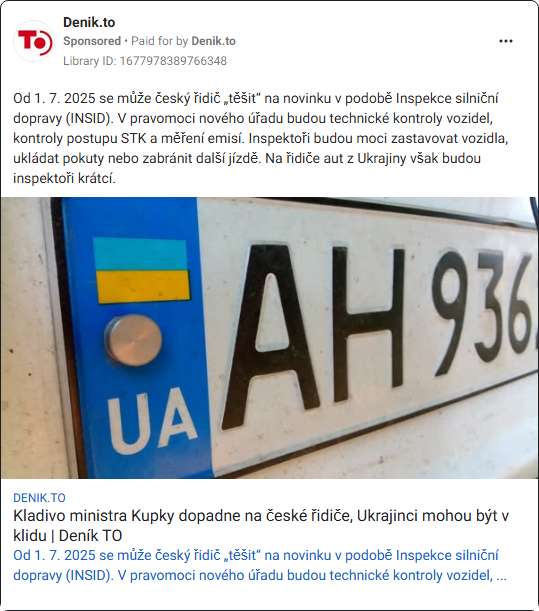 Denik.to
Sponsored • Paid for by Denik.to
Library ID: 1677978389766348
TO
Od 1. 7. 2025 se může český řidič „těšit“ na novinku v podobě Inspekce silniční
dopravy (INSID). V pravomoci nového úřadu budou technické kontroly vozidel,
kontroly postupu STK a měření emisí. Inspektoři budou moci zastavovat vozidla,
ukládat pokuty nebo zabránit další jízdě. Na řidiče aut z Ukrajiny však budou
inspektoři krátcí.
UA AH 936
DENIK.TO
Kladivo ministra Kupky dopadne na české řidiče, Ukrajinci mohou být v
klidu | Deník TO
Od 1. 7. 2025 se může český řidič „těšit“ na novinku v podobě Inspekce silniční
dopravy (INSID). V pravomoci nového úřadu budou technické kontroly vozidel, ...